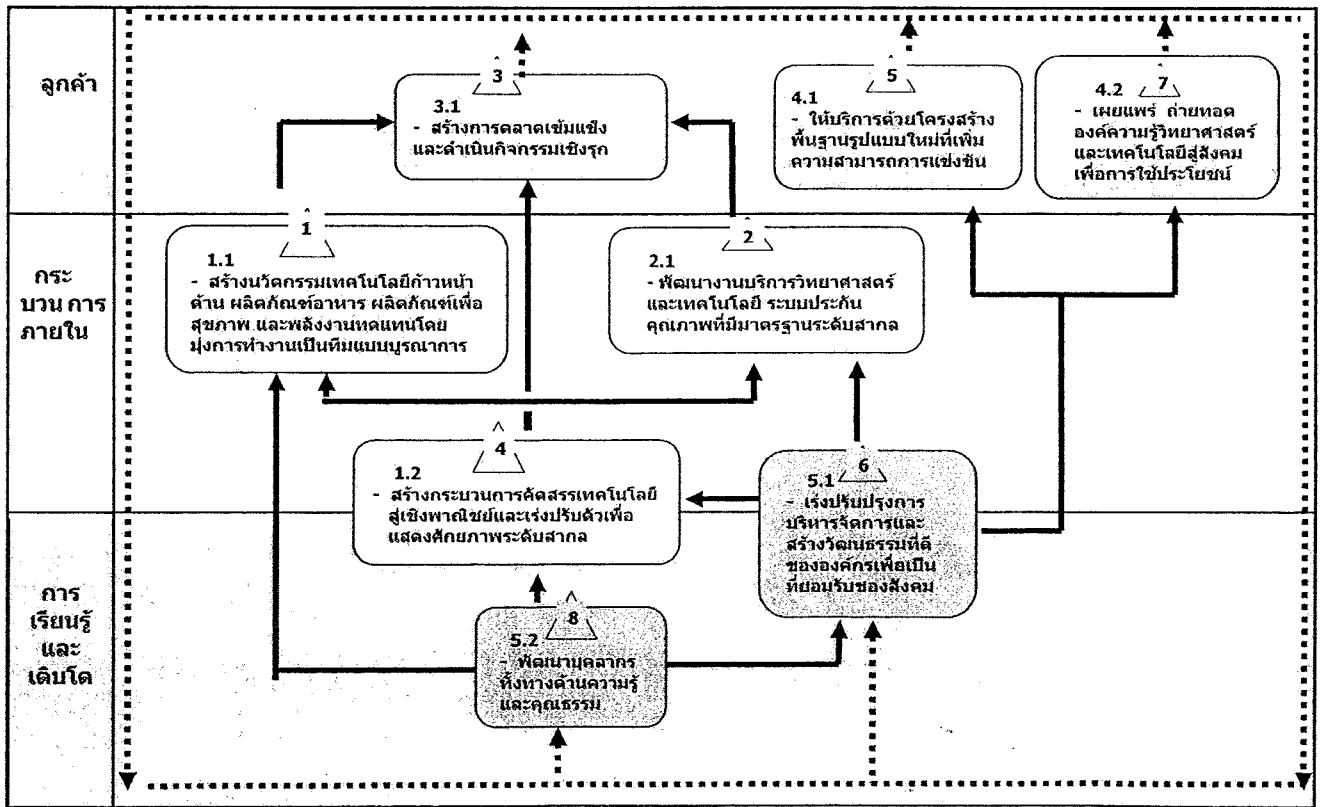 ลูกค้า
3
3.1
- สร้างการตลาดเข้มแข็ง
และดำเนินกิจกรรมเชิงรุก
5
4.1
- ให้บริการด้วยโครงสร้าง
พื้นฐานรูปแบบใหม่ที่เพิ่ม
ความสามารถการแข่งขัน
7
4.2
- เผยแพร่ ถ่ายทอด
องค์ความรู้วิทยาศาสตร์
และเทคโนโลยีสู่สังคม
เพื่อการใช้ประโยชน์
กระ
บวน การ
ภายใน
1
1.1
- สร้างนวัตกรรมเทคโนโลยีก้าวหน้า
ด้าน ผลิตภัณฑ์อาหาร ผลิตภัณฑ์เพื่อ
สุขภาพ และพลังงานทดแทนโดย
มุ่งการทำงานเป็นทีมแบบบูรณาการ
2
2.1
- พัฒนางานบริการวิทยาศาสตร์
และเทคโนโลยี ระบบประกัน
คุณภาพที่มีมาตรฐานระดับสากล
4
1.2
- สร้างกระบวนการคัดสรรเทคโนโลยี
สู่เชิงพาณิชย์และเร่งปรับตัวเพื่อ
แสดงศักยภาพระดับสากล
6
5.1
- เร่งปรับปรุงการ
บริหารจัดการและ
สร้างวัฒนธรรมที่ดี
ขององค์กรเพื่อเป็น
ที่ยอมรับของสังคม
การ
เรียนรู้
และ
เติบโต
8
5.2
- พัฒนาบุคลากร
ทั้งทางด้านความรู้
และคุณธรรม